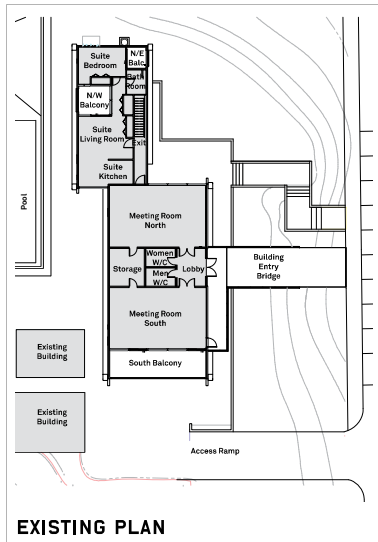 Suite
Bedroom
N/E
Balc.
Bath
Room
N/W
Balcony
Suite
Living Room
Exit
Suite
Kitchen
Pool
Meeting Room
North
Women
W/C
Storage
Lobby
Men
W/C
Building
Entry
Bridge
Meeting Room
South
Existing
Building
South Balcony
Existing
Building
Access Ramp
EXISTING PLAN